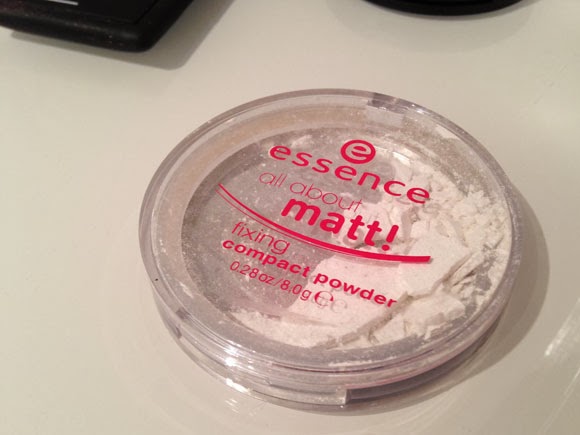 essence
all about
matt!
fixing
compact powder
0.28oz/8,0g ℮